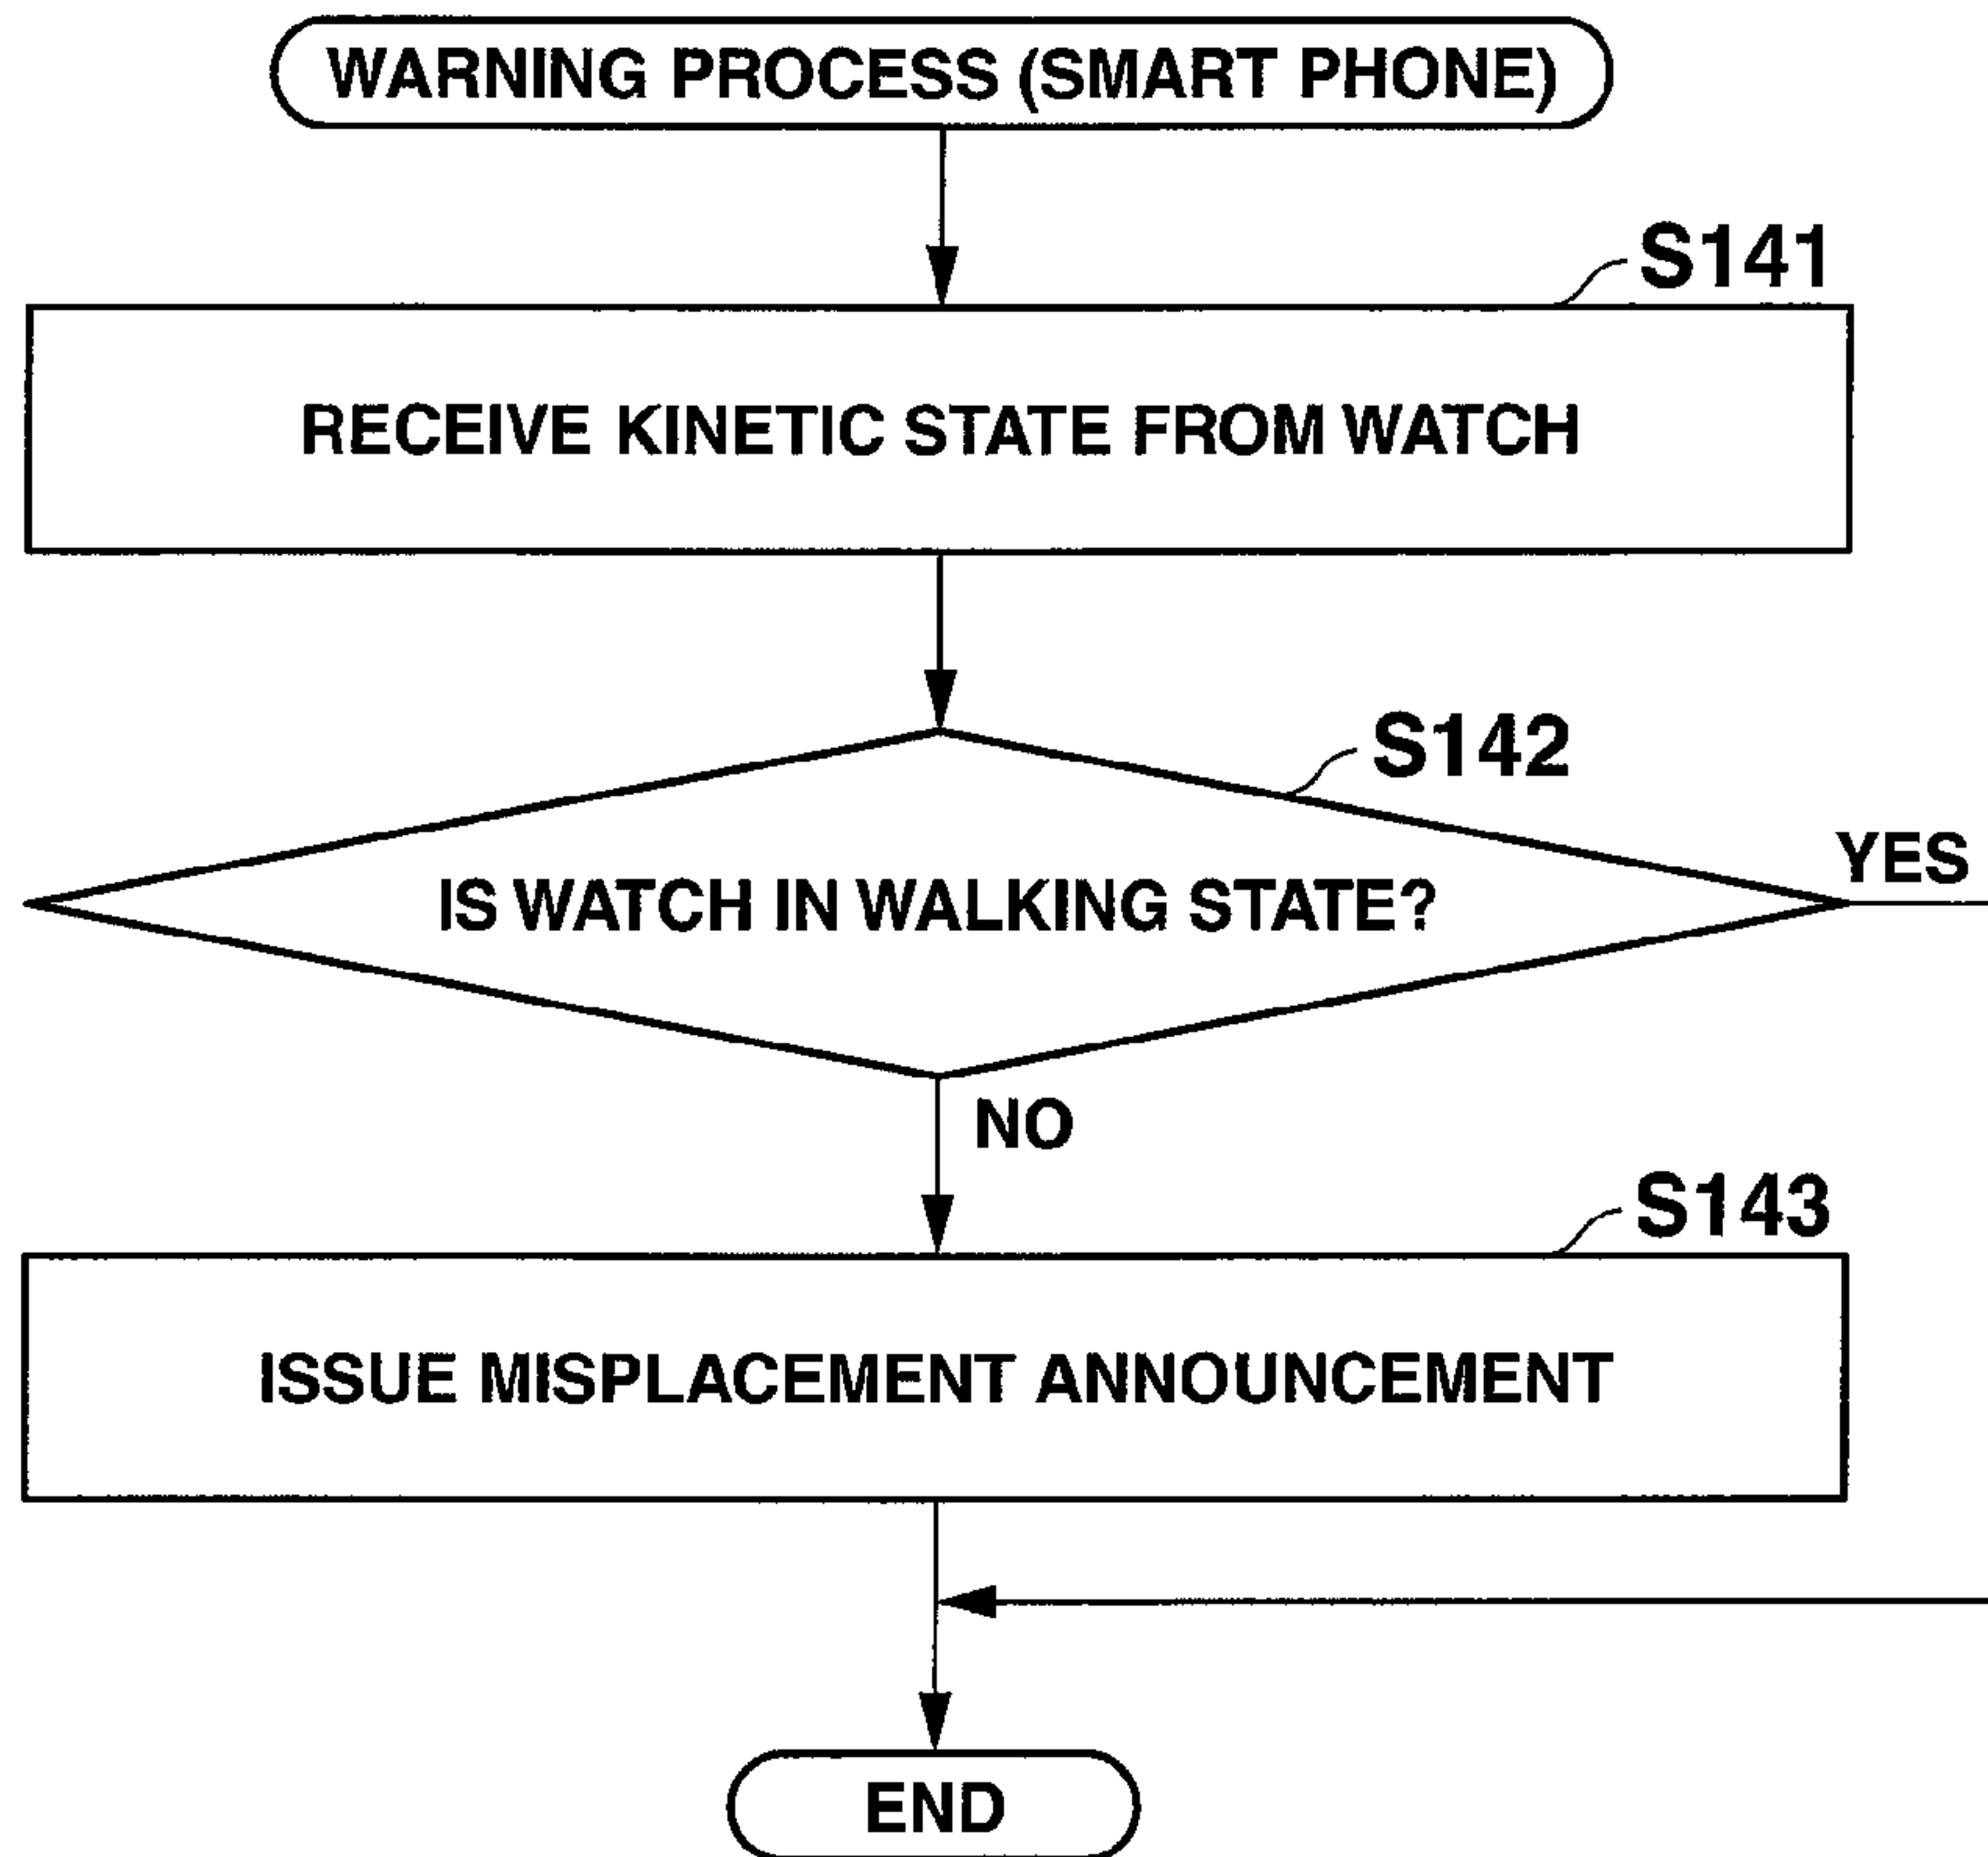 WARNING PROCESS (SMART PHONE)
S141
RECEIVE KINETIC STATE FROM WATCH
S142
YES
IS WATCH IN WALKING STATE?
NO
S143
ISSUE MISPLACEMENT ANNOUNCEMENT
END